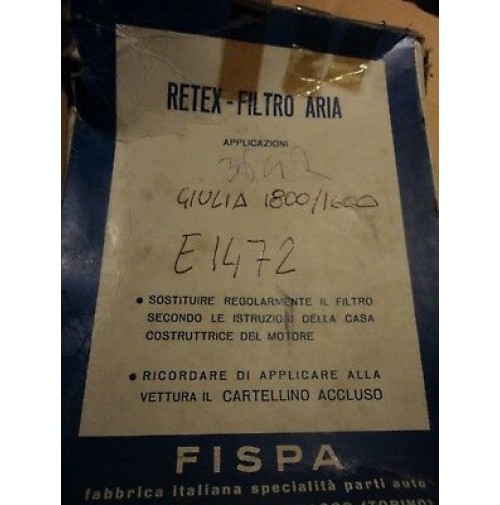 RETEX - FILTRO ARIA
APPLICAZIONI
GIULIA 1800/1600
E1472
• SOSTITUIRE REGOLARMENTE IL FILTRO
SECONDO LE ISTRUZIONI DELLA CASA
COSTRUTTRICE DEL MOTORE
• RICORDARE DI APPLICARE ALLA
VETTURA IL CARTELLINO ACCLUSO
FISPA
fabbrica italiana specialità parti auto
(TORINO)